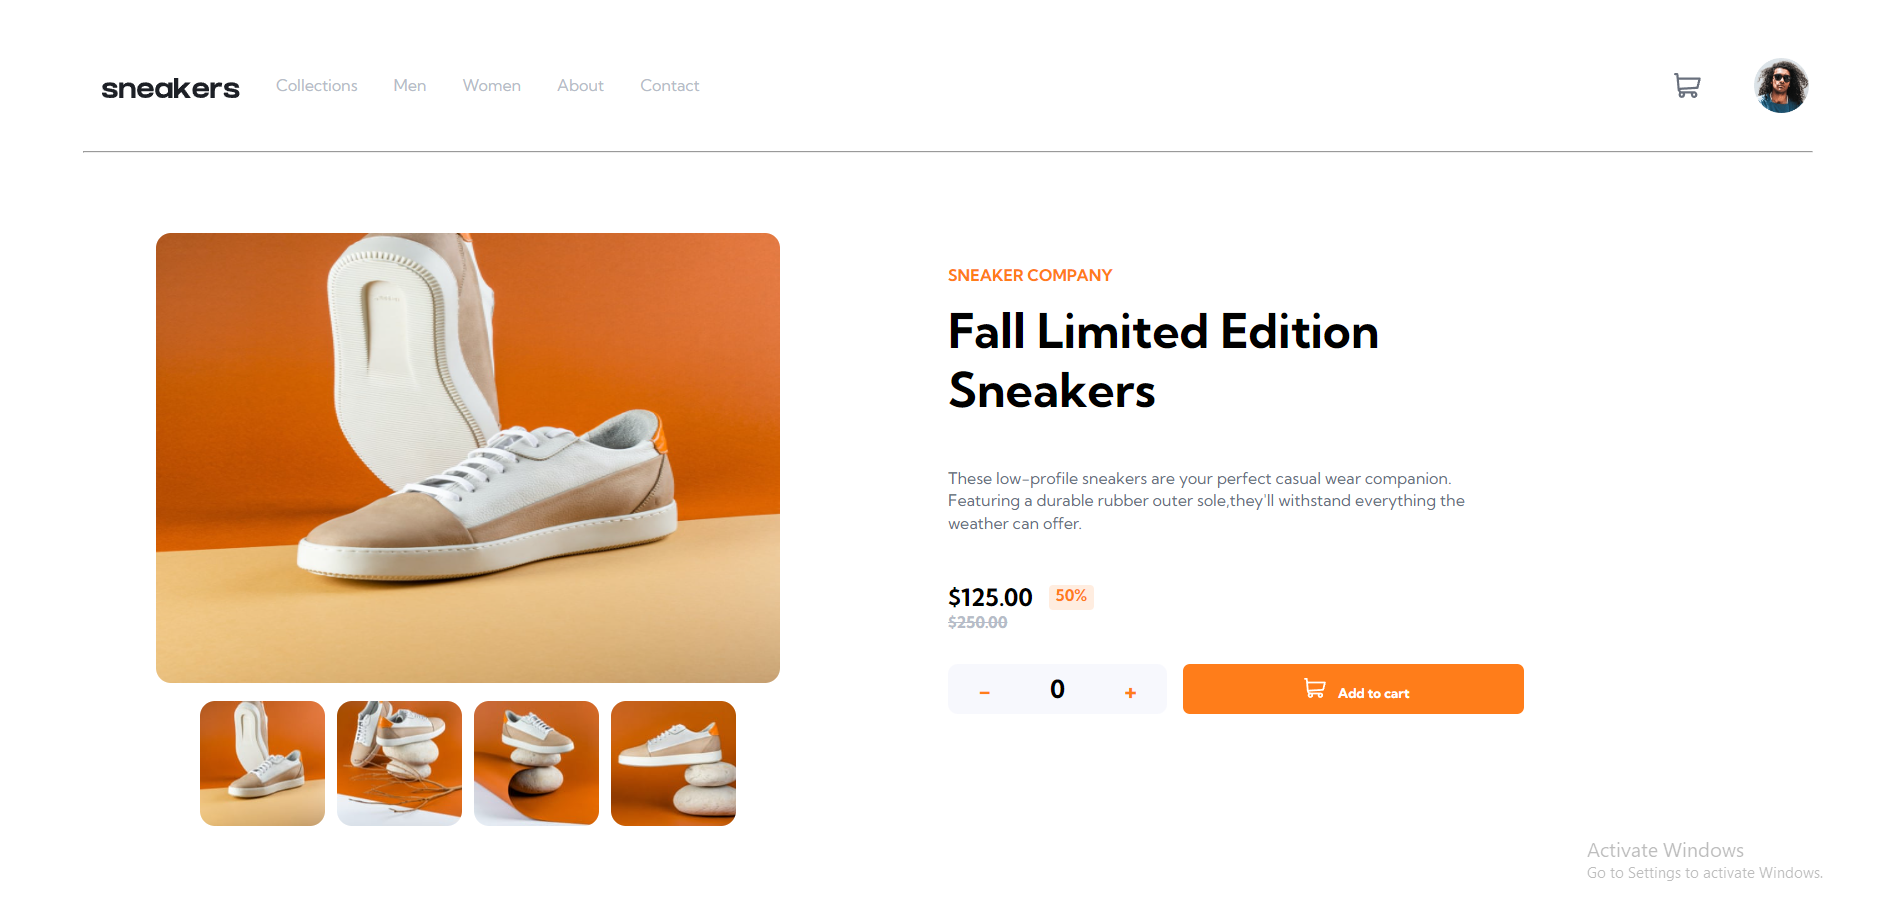 sneakers Collections Men Women About Contact
SNEAKER COMPANY
Fall Limited Edition
Sneakers
These low-profile sneakers are your perfect casual wear companion.
Featuring a durable rubber outer sole,they'll withstand everything the
weather can offer.
$125.00 50%
$250.00
− 0 + Add to cart
Activate Windows
Go to Settings to activate Windows.